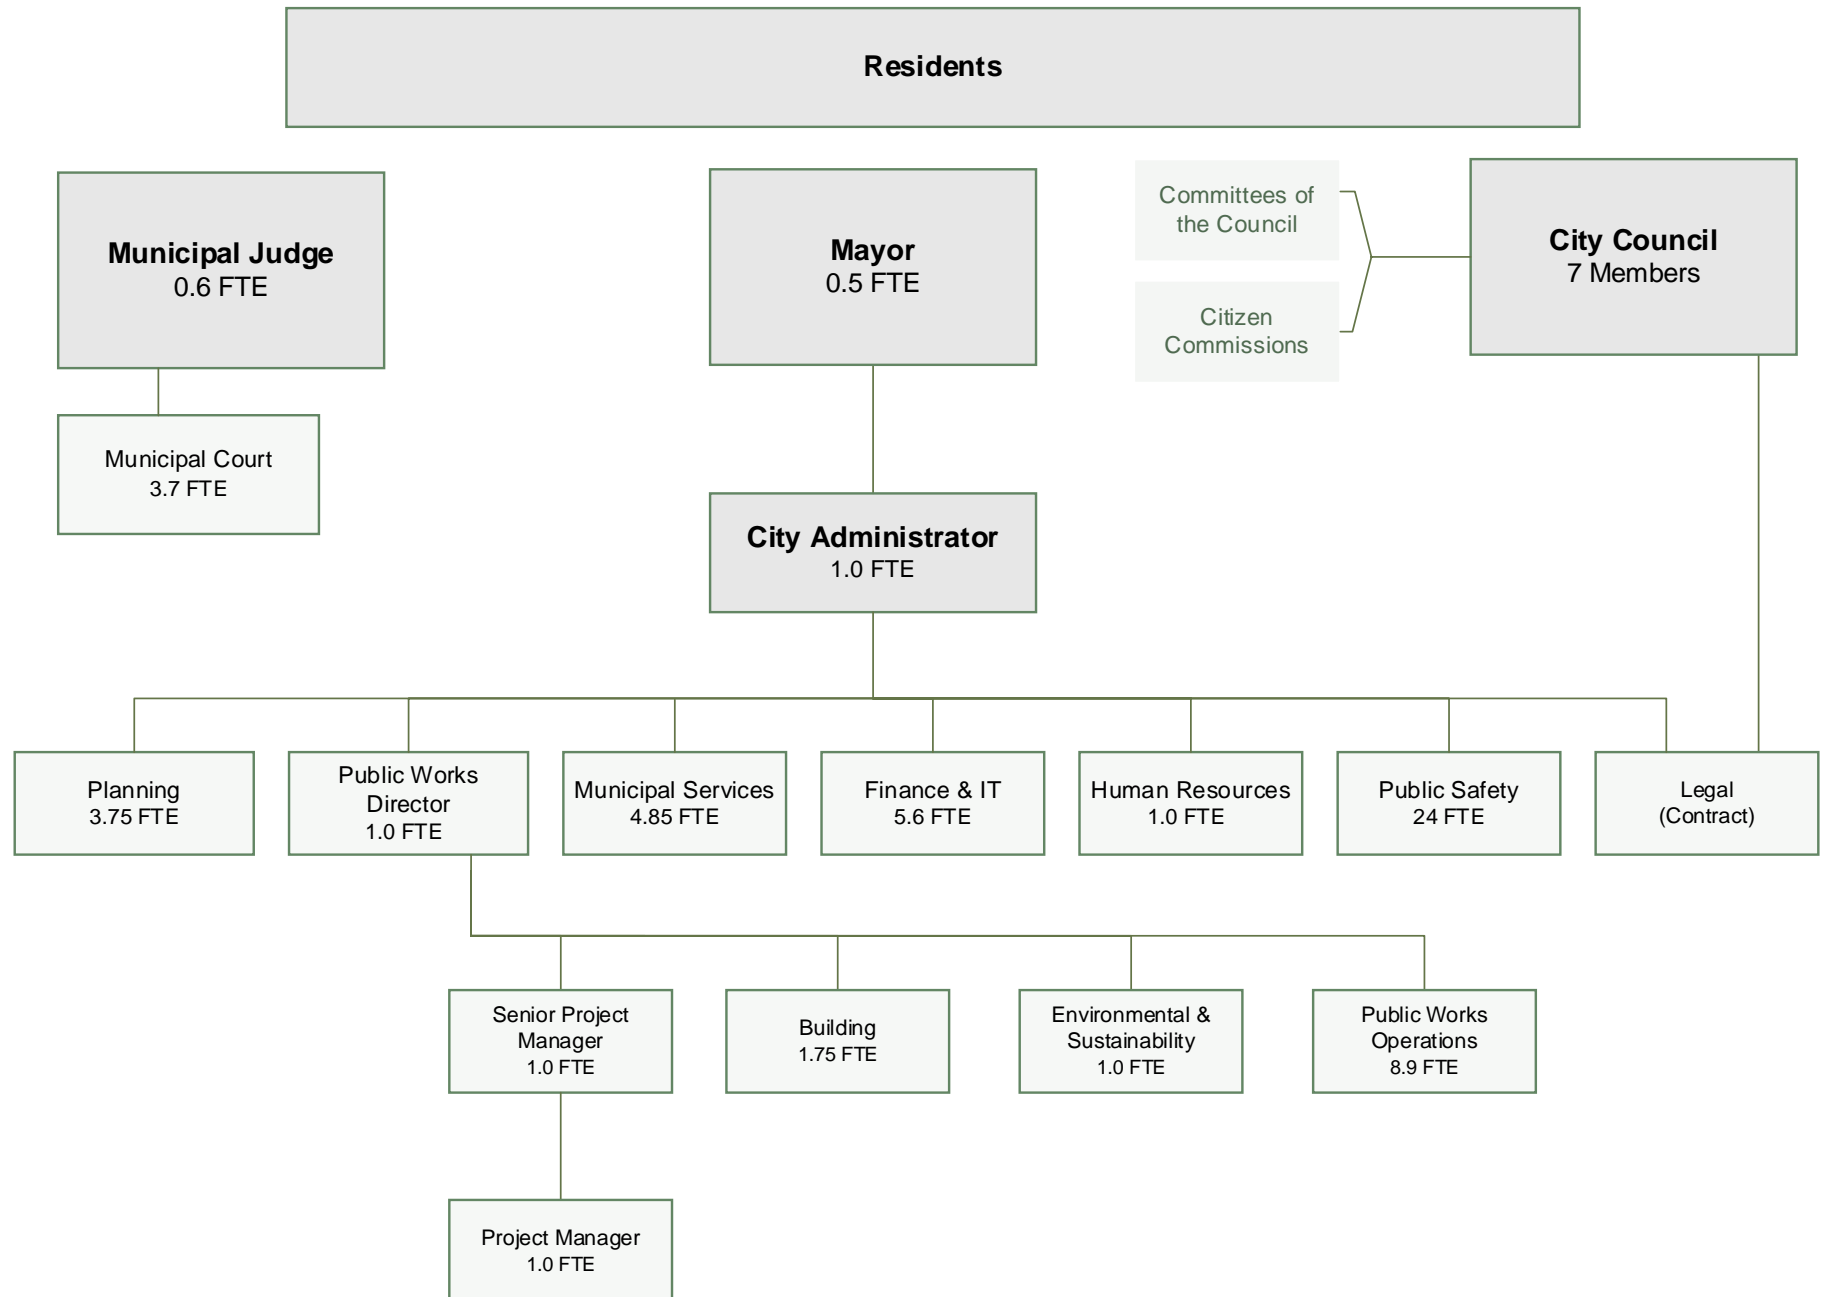 Residents
Municipal Judge
0.6 FTE
Mayor
0.5 FTE
Committees of
the Council
Citizen
Commissions
City Council
7 Members
Municipal Court
3.7 FTE
City Administrator
1.0 FTE
Planning
3.75 FTE
Public Works
Director
1.0 FTE
Municipal Services
4.85 FTE
Finance & IT
5.6 FTE
Human Resources
1.0 FTE
Public Safety
24 FTE
Legal
(Contract)
Senior Project
Manager
1.0 FTE
Building
1.75 FTE
Environmental &
Sustainability
1.0 FTE
Public Works
Operations
8.9 FTE
Project Manager
1.0 FTE